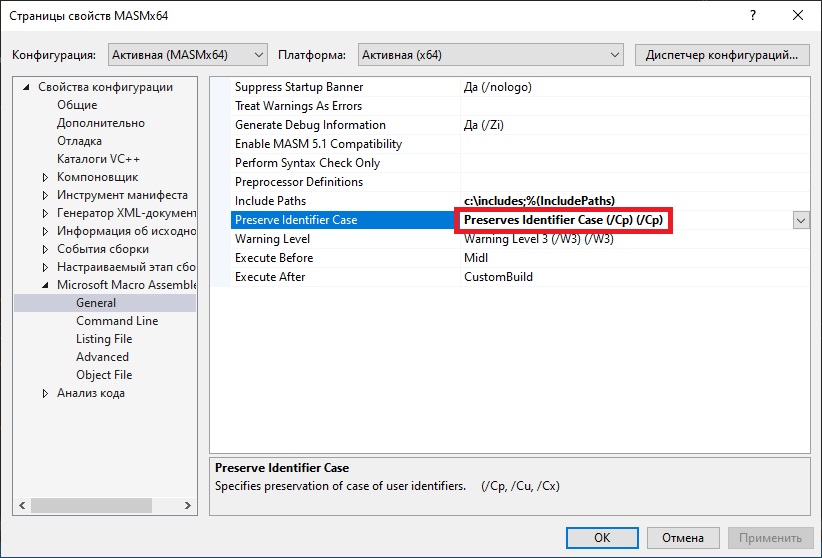 Страницы свойств MASMx64
Конфигурация: Активная (MASMx64) Платформа: Активная (x64) Диспетчер конфигураций...
Свойства конфигурации
Общие
Дополнительно
Отладка
Каталоги VC++
Компоновщик
Инструмент манифеста
Генератор XML-документ
Информация об исходно
События сборки
Настраиваемый этап сбо
Microsoft Macro Assemble
General
Command Line
Listing File
Advanced
Object File
Анализ кода
Suppress Startup Banner Да (/nologo)
Treat Warnings As Errors
Generate Debug Information Да (/Zi)
Enable MASM 5.1 Compatibility
Perform Syntax Check Only
Preprocessor Definitions
Include Paths c:\includes;%(IncludePaths)
Preserve Identifier Case Preserves Identifier Case (/Cp) (/Cp)
Warning Level Warning Level 3 (/W3) (/W3)
Execute Before Midl
Execute After CustomBuild
Preserve Identifier Case
Specifies preservation of case of user identifiers. (/Cp, /Cu, /Cx)
ОК Отмена Применить